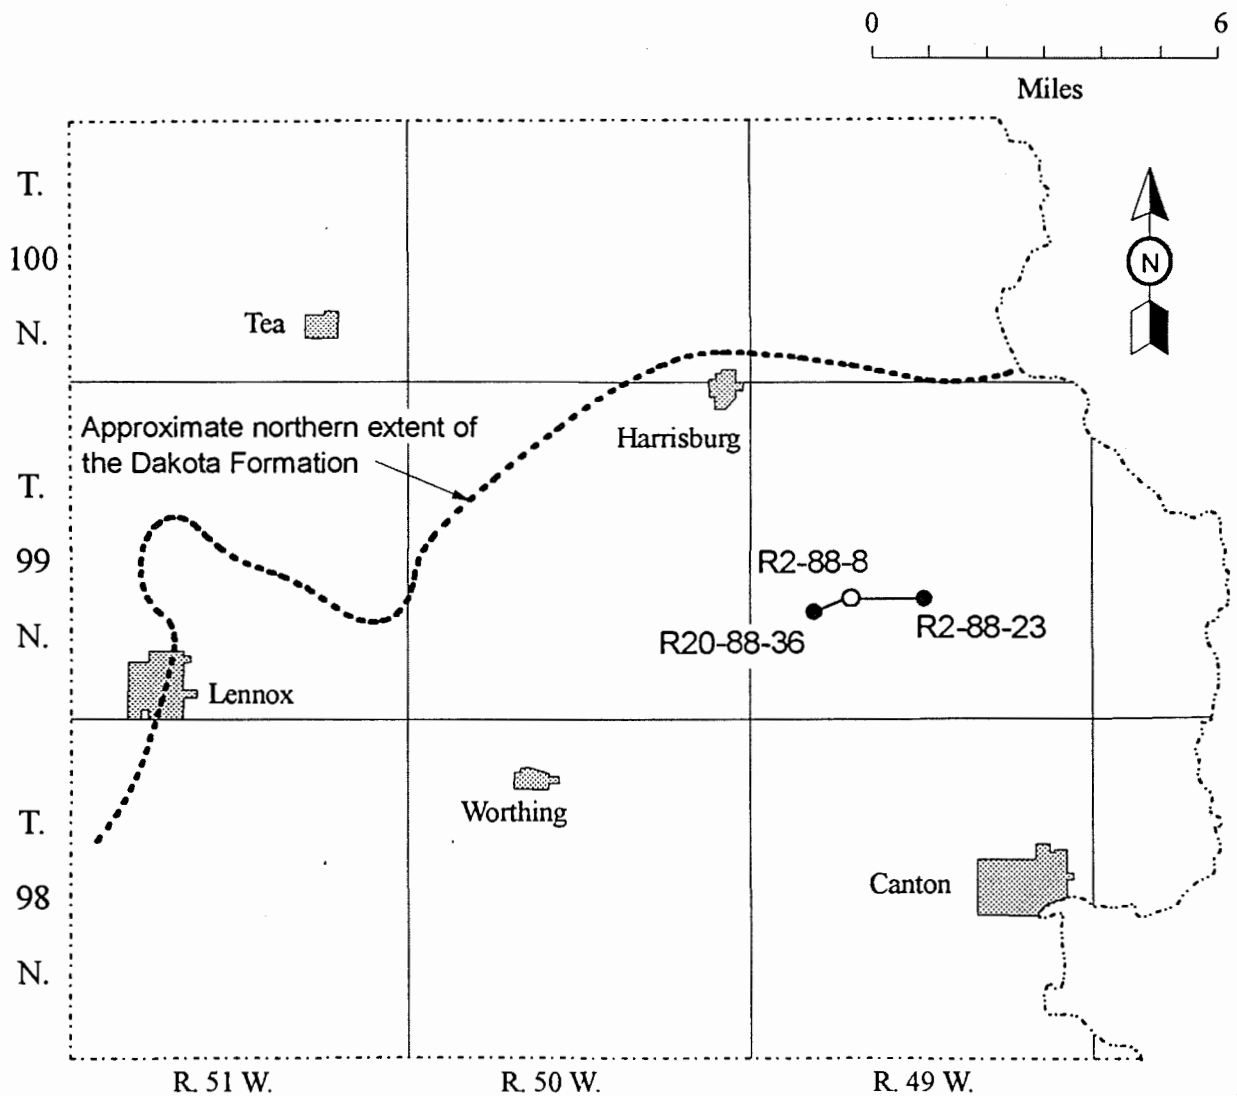 0 6
Miles
T.
100
N.
N
Tea
Approximate northern extent of
the Dakota Formation
Harrisburg
T.
99
N.
R2-88-8
R20-88-36
R2-88-23
Lennox
Worthing
T.
98
N.
Canton
R. 51 W. R. 50 W. R. 49 W.